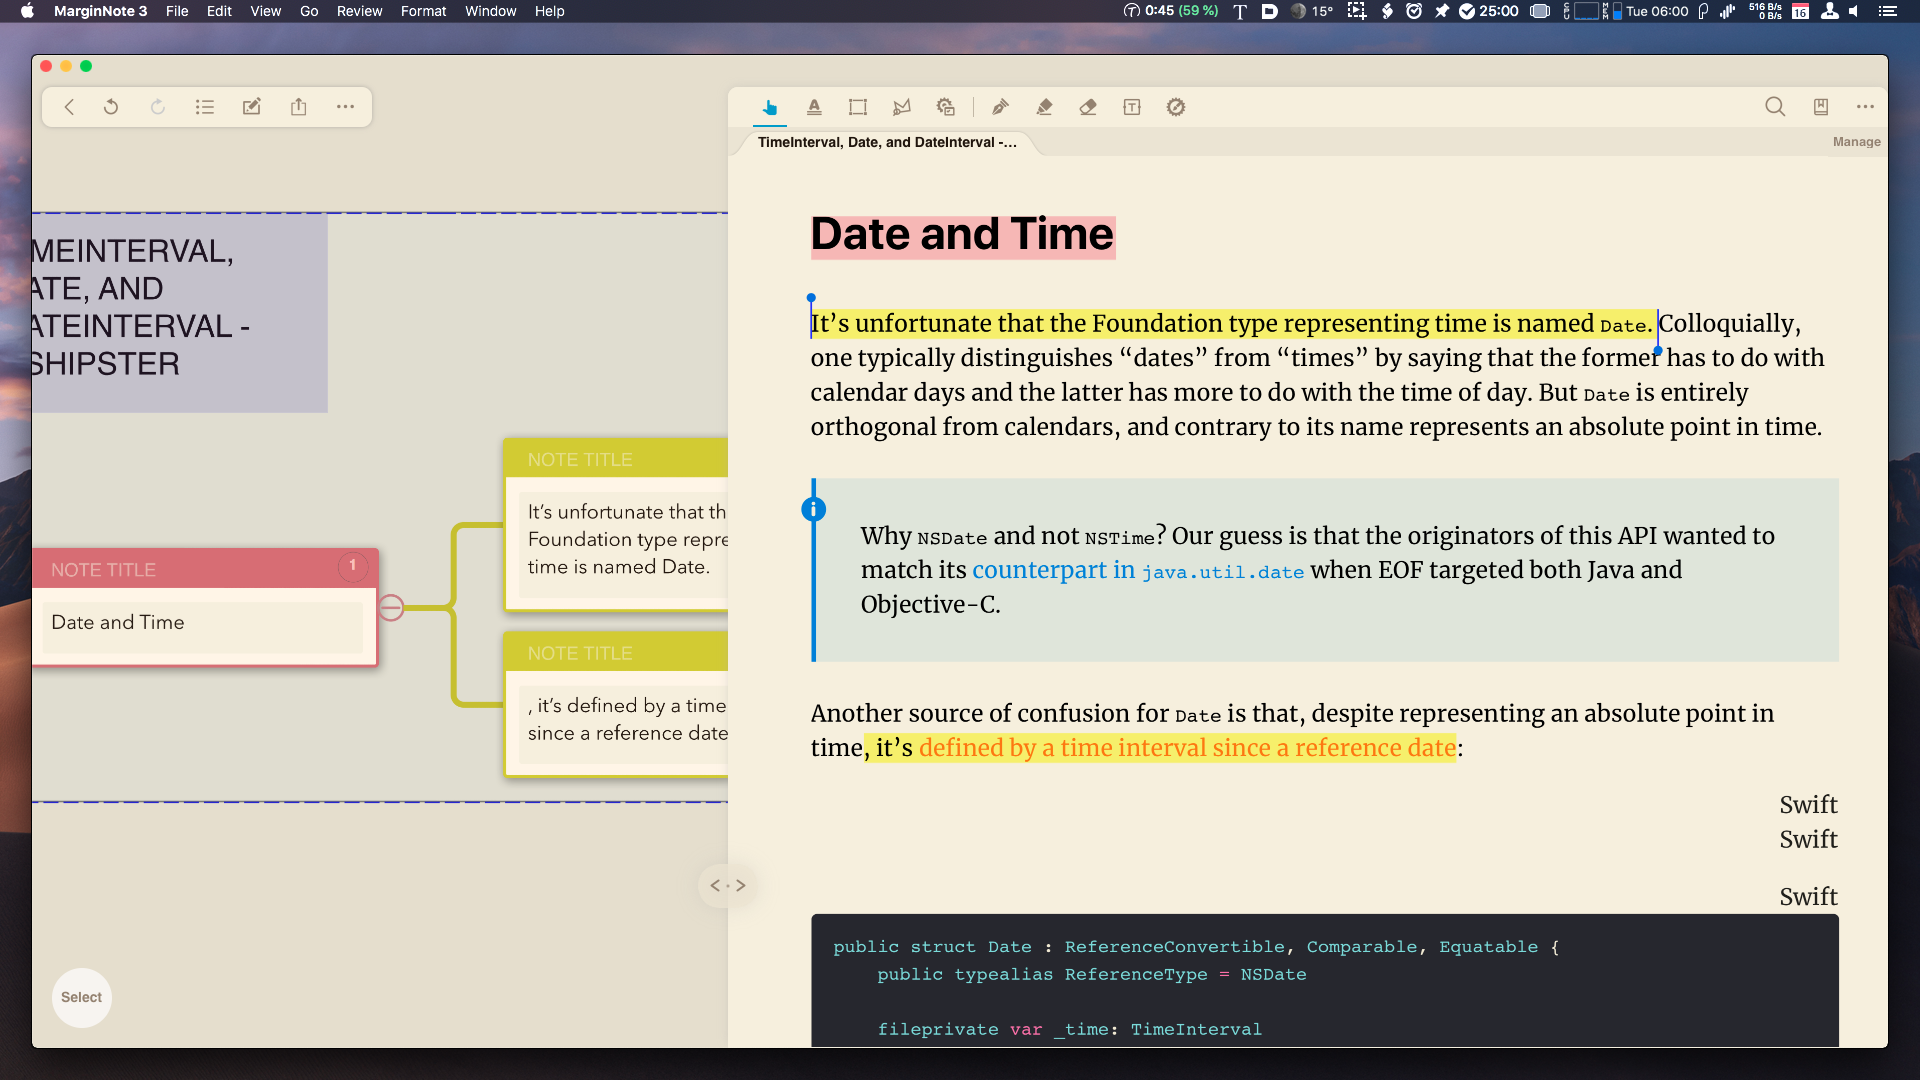 MarginNote 3 File Edit View Go Review Format Window Help
0:45 (59 %) 15° 25:00 Tue 06:00 516 B/s 0 B/s 16
TimeInterval, Date, and DateInterval -...
Manage
MEINTERVAL,
ATE, AND
ATEINTERVAL -
SHIPSTER
NOTE TITLE 1
Date and Time
NOTE TITLE
It’s unfortunate that th
Foundation type repre
time is named Date.
NOTE TITLE
, it’s defined by a time
since a reference date
Select
Date and Time
It’s unfortunate that the Foundation type representing time is named Date. Colloquially,
one typically distinguishes “dates” from “times” by saying that the former has to do with
calendar days and the latter has more to do with the time of day. But Date is entirely
orthogonal from calendars, and contrary to its name represents an absolute point in time.
Why NSDate and not NSTime? Our guess is that the originators of this API wanted to
match its counterpart in java.util.date when EOF targeted both Java and
Objective-C.
Another source of confusion for Date is that, despite representing an absolute point in
time, it’s defined by a time interval since a reference date:
Swift
Swift
Swift
public struct Date : ReferenceConvertible, Comparable, Equatable {
public typealias ReferenceType = NSDate
fileprivate var _time: TimeInterval